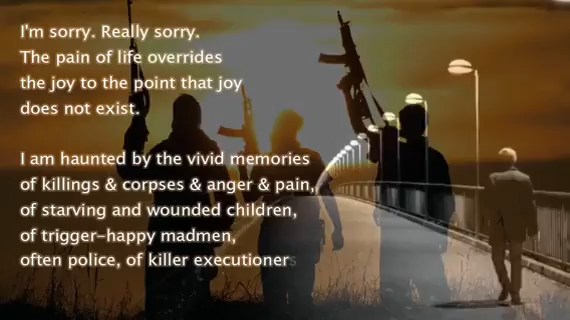 I'm sorry. Really sorry.
The pain of life overrides
the joy to the point that joy
does not exist.
I am haunted by the vivid memories
of killings & corpses & anger & pain,
of starving and wounded children,
of trigger-happy madmen,
often police, of killer executioners